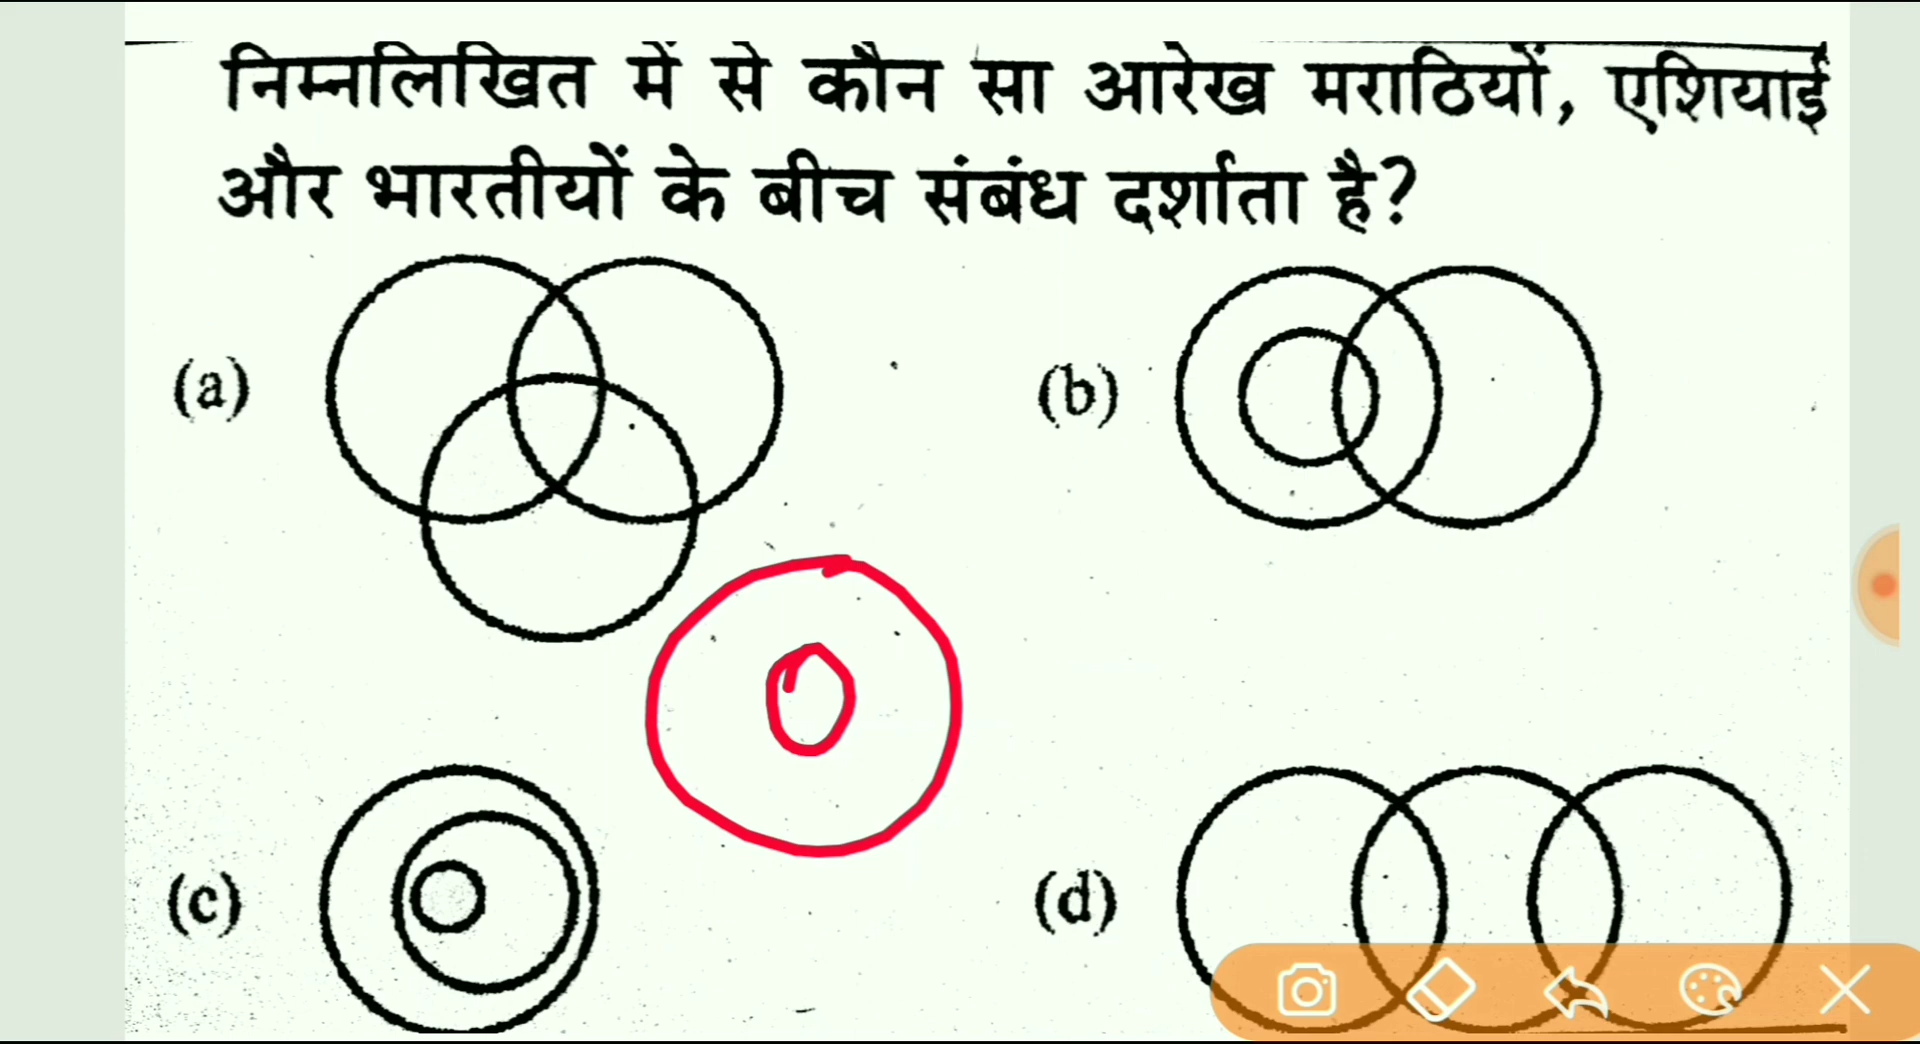 निम्नलिखित में से कौन सा आरेख मराठियों, एशियाई
और भारतीयों के बीच संबंध दर्शाता है?
(a)
(b)
(c)
(d)